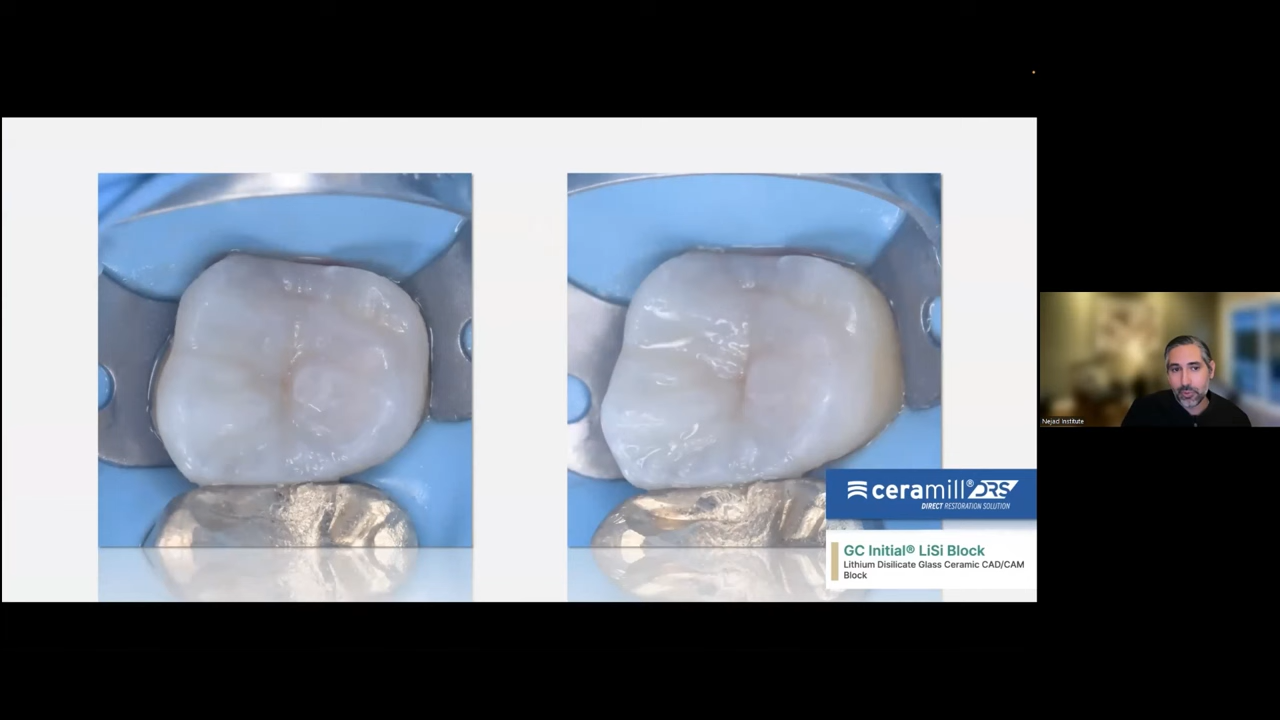 ceramill® DRS
DIRECT RESTORATION SOLUTION
GC Initial® LiSi Block
Lithium Disilicate Glass Ceramic CAD/CAM
Block
Nejad Institute